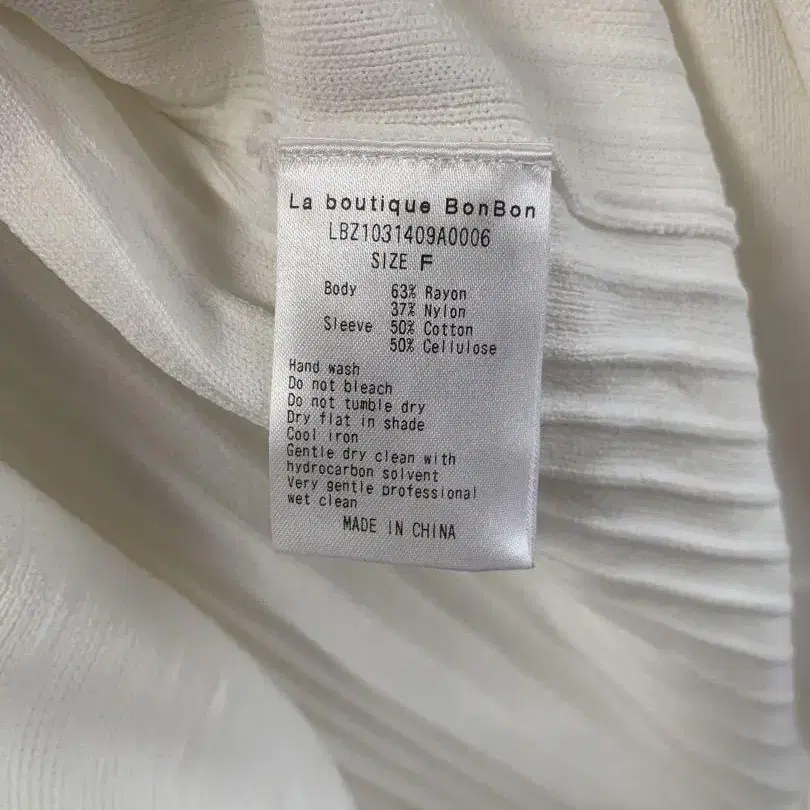 La boutique BonBon
LBZ1031409A0006
SIZE F
Body 63% Rayon
37% Nylon
Sleeve 50% Cotton
50% Cellulose
Hand wash
Do not bleach
Do not tumble dry
Dry flat in shade
Cool iron
Gentle dry clean with
hydrocarbon solvent
Very gentle professional
wet clean
MADE IN CHINA